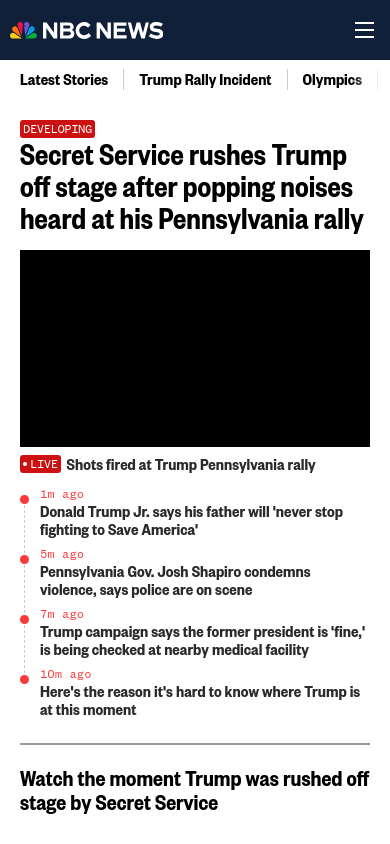 NBC NEWS
Latest Stories
Trump Rally Incident
Olympics
DEVELOPING
Secret Service rushes Trump
off stage after popping noises
heard at his Pennsylvania rally
LIVE Shots fired at Trump Pennsylvania rally
1m ago
Donald Trump Jr. says his father will 'never stop
fighting to Save America'
5m ago
Pennsylvania Gov. Josh Shapiro condemns
violence, says police are on scene
7m ago
Trump campaign says the former president is 'fine,'
is being checked at nearby medical facility
10m ago
Here's the reason it's hard to know where Trump is
at this moment
Watch the moment Trump was rushed off
stage by Secret Service